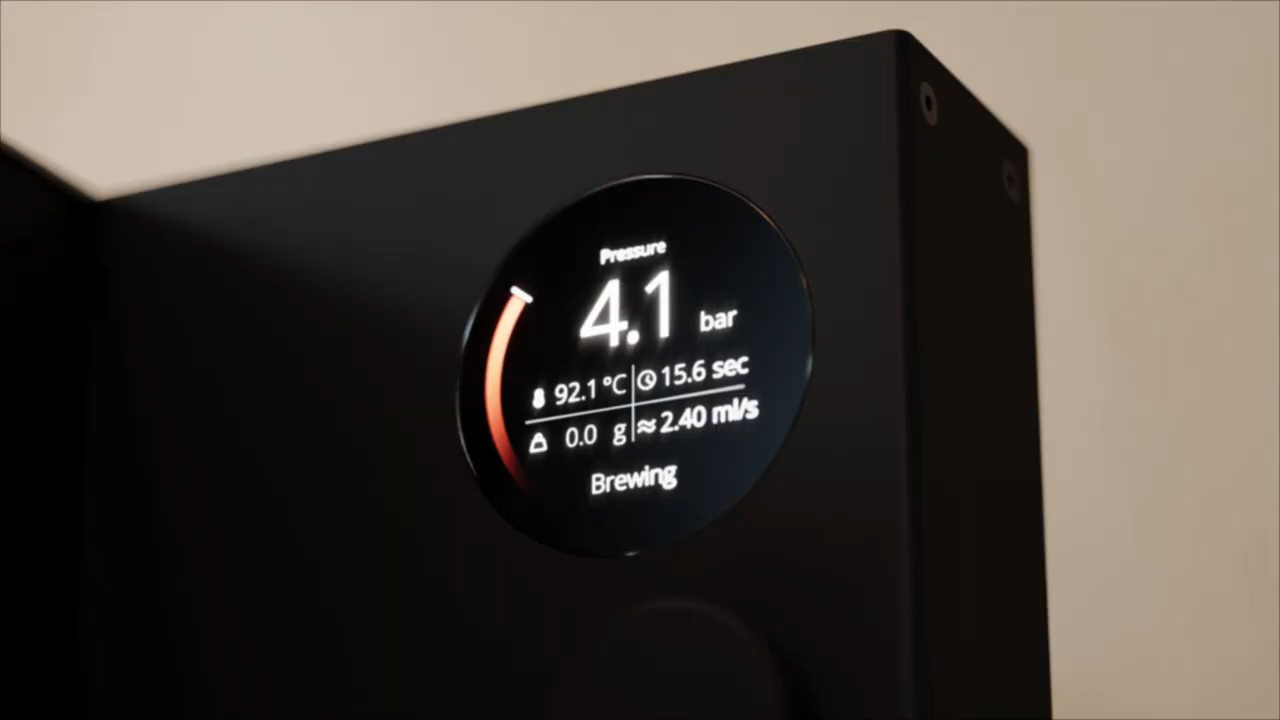 Pressure
4.1 bar
92.1 °C 15.6 sec
0.0 g ≈ 2.40 ml/s
Brewing